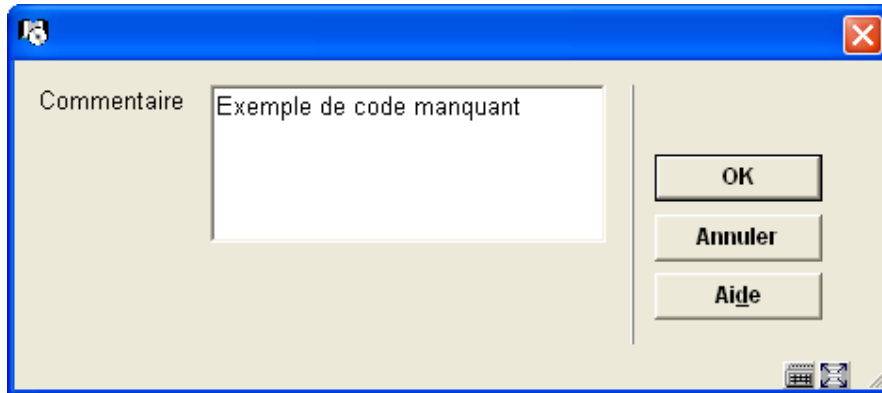 Commentaire
Exemple de code manquant
OK
Annuler
Aide